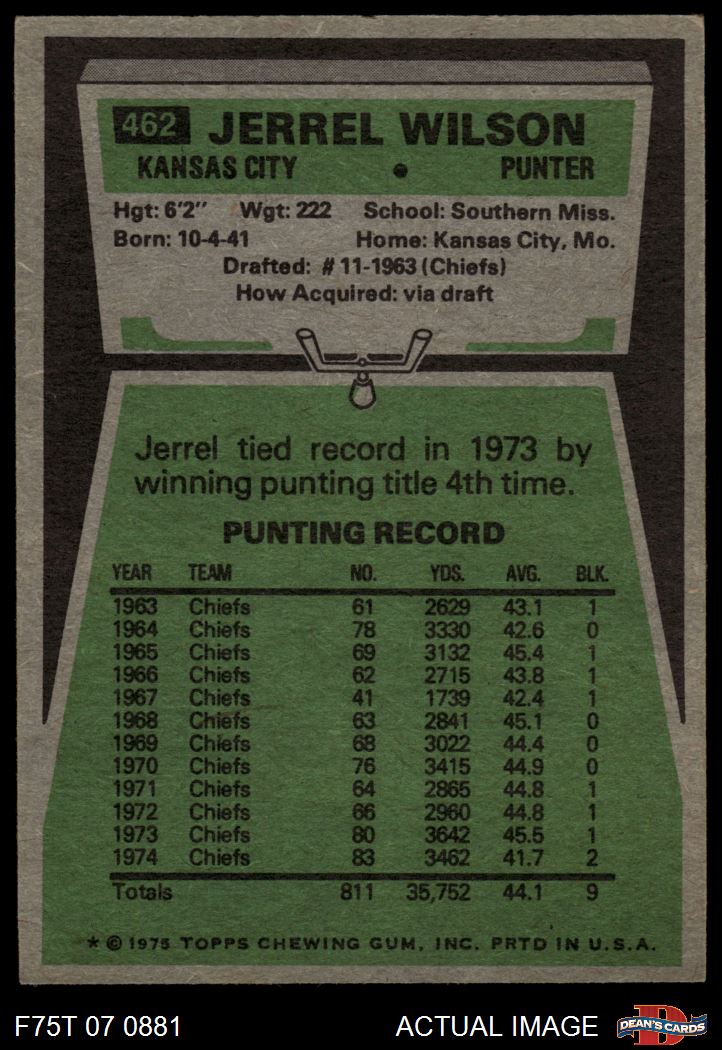 462 JERREL WILSON
KANSAS CITY • PUNTER
Hgt: 6'2" Wgt: 222 School: Southern Miss.
Born: 10-4-41 Home: Kansas City, Mo.
Drafted: #11-1963 (Chiefs)
How Acquired: via draft
Jerrel tied record in 1973 by
winning punting title 4th time.
PUNTING RECORD
YEAR TEAM NO. YDS. AVG. BLK.
1963 Chiefs 61 2629 43.1 1
1964 Chiefs 78 3330 42.6 0
1965 Chiefs 69 3132 45.4 1
1966 Chiefs 62 2715 43.8 1
1967 Chiefs 41 1739 42.4 1
1968 Chiefs 63 2841 45.1 0
1969 Chiefs 68 3022 44.4 0
1970 Chiefs 76 3415 44.9 0
1971 Chiefs 64 2865 44.8 1
1972 Chiefs 66 2960 44.8 1
1973 Chiefs 80 3642 45.5 1
1974 Chiefs 83 3462 41.7 2
Totals 811 35,752 44.1 9
* © 1975 TOPPS CHEWING GUM, INC. PRTD IN U.S.A.
F75T 07 0881 ACTUAL IMAGE D DEAN'S CARDS